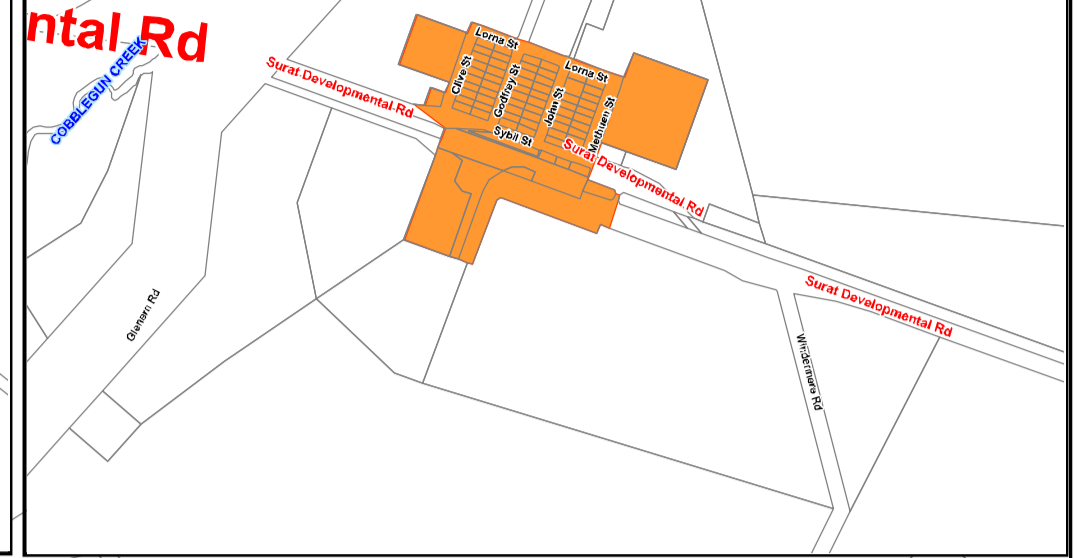 ntal Rd
COBBLEGUN CREEK
Surat Developmental Rd
Lorna St
Lorna St
Clive St
Godfrey St
John St
Methuen St
Sybil St
Surat Developmental Rd
Surat Developmental Rd
Glenearn Rd
Windermere Rd